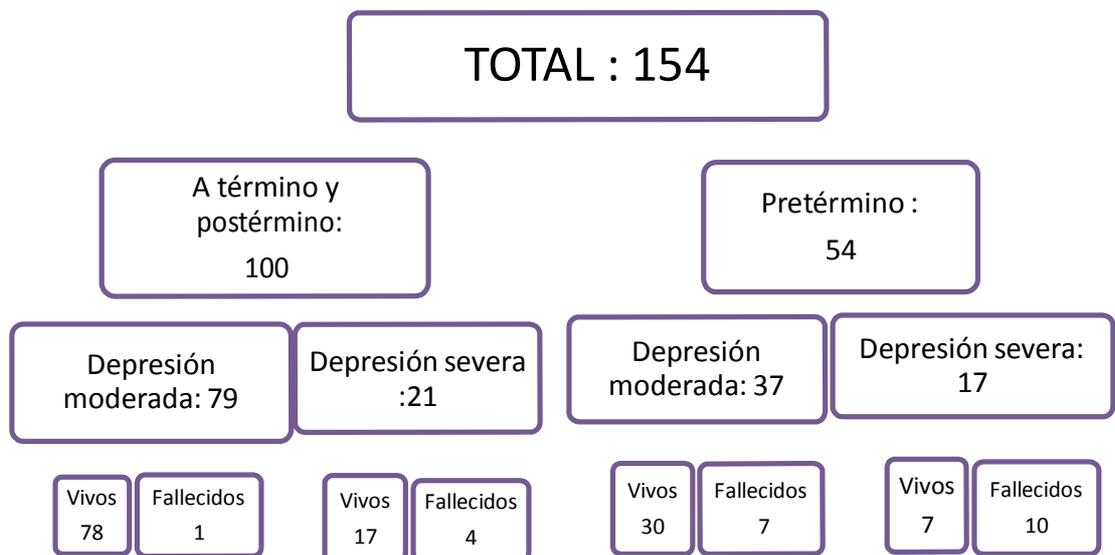 TOTAL : 154
A término y
postérmino:
100
Pretérmino :
54
Depresión
moderada: 79
Depresión severa
:21
Depresión
moderada: 37
Depresión severa:
17
Vivos
78
Fallecidos
1
Vivos
17
Fallecidos
4
Vivos
30
Fallecidos
7
Vivos
7
Fallecidos
10